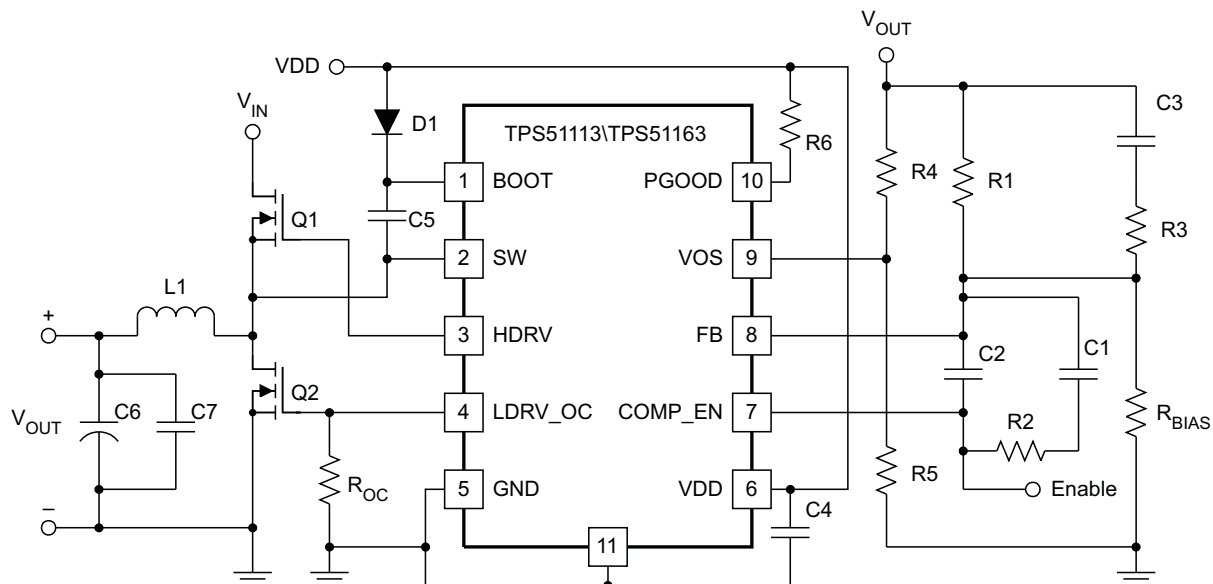 V_OUT
VDD
V_IN
D1
C3
TPS51113\TPS51163
R6
1 BOOT
PGOOD 10
R4
R1
Q1
C5
R3
2 SW
VOS 9
L1
+
3 HDRV
FB 8
C2
C1
Q2
V_OUT
C6
C7
4 LDRV_OC
COMP_EN 7
R2
R_BIAS
R_OC
5 GND
VDD 6
R5
Enable
C4
–
11